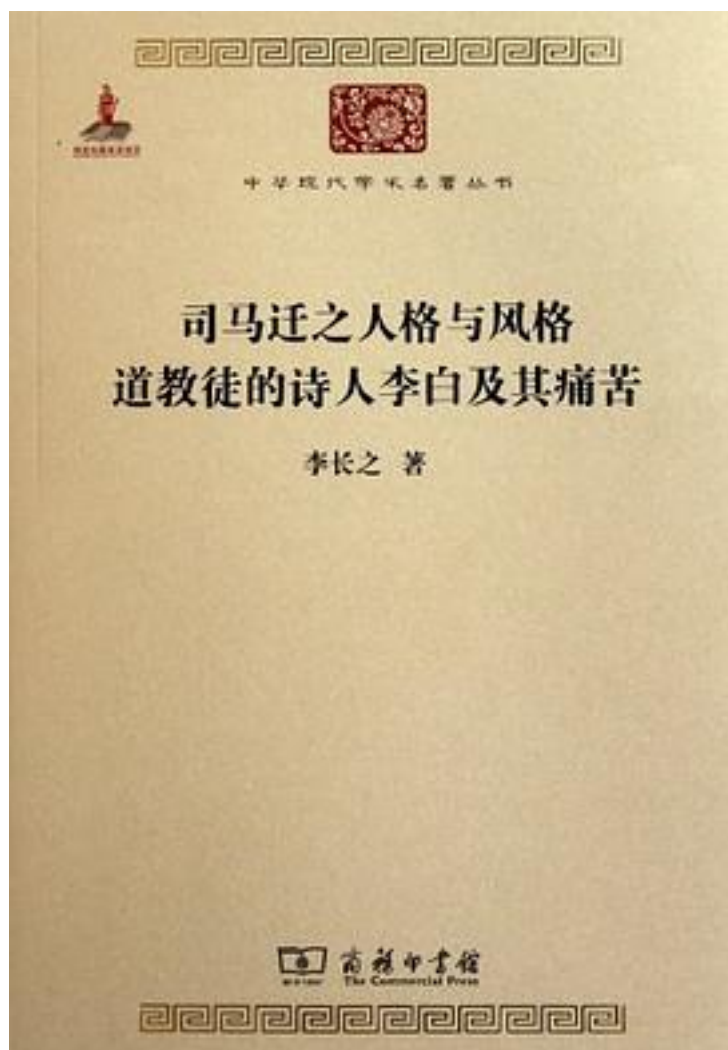 中华现代学术名著丛书
司马迁之人格与风格
道教徒的诗人李白及其痛苦
李长之 著
商务印书馆
The Commercial Press